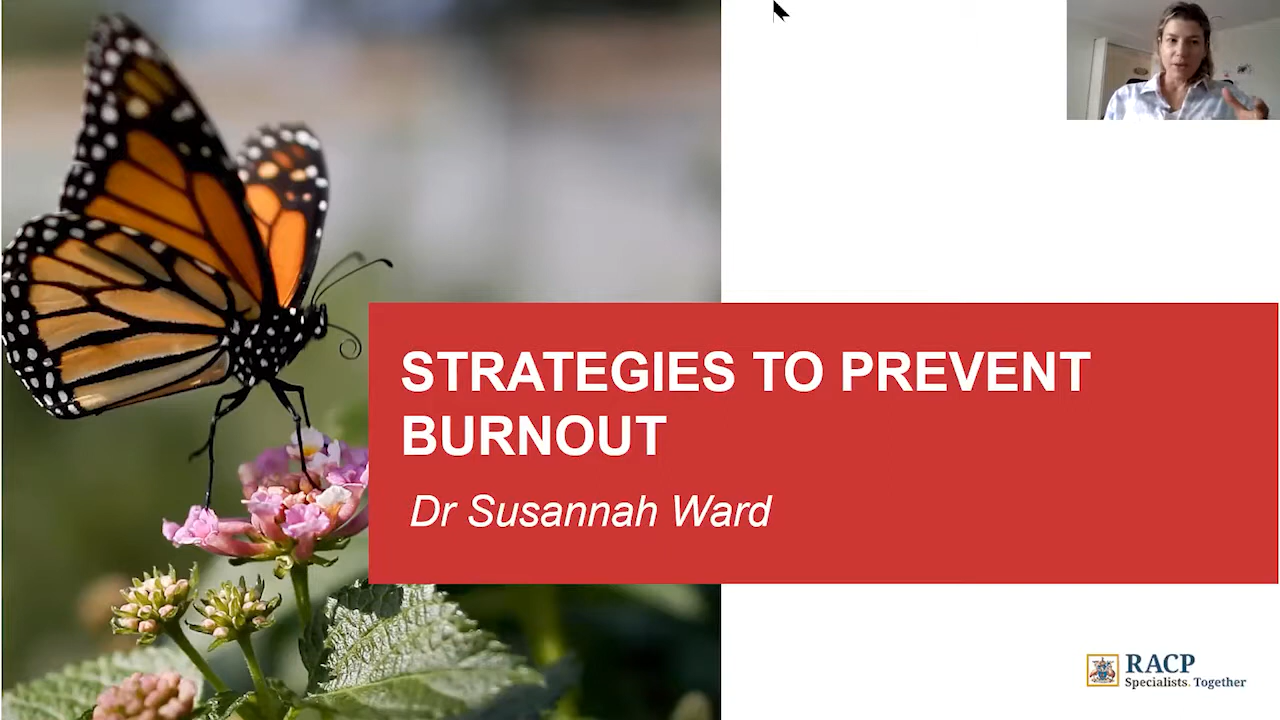 STRATEGIES TO PREVENT
BURNOUT
Dr Susannah Ward
RACP
Specialists. Together